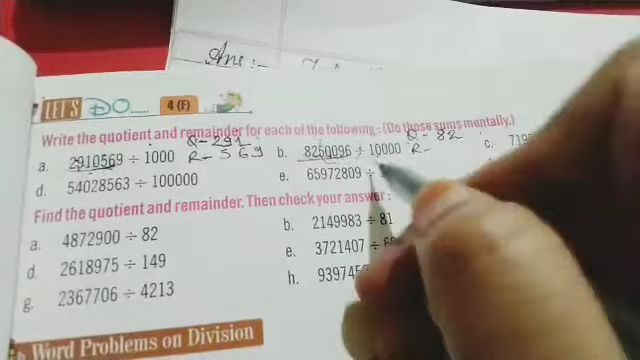 Ans:-
LET'S DO...... 4 (F)
Write the quotient and remainder for each of the following : (Do these sums mentally.)
Q- 291 Q- 82
a. 2910569 ÷ 1000 R- 569 b. 8250096 ÷ 10000 R- c. 719
d. 54028563 ÷ 100000 e. 65972809 ÷
Find the quotient and remainder. Then check your answer :
a. 4872900 ÷ 82 b. 2149983 ÷ 81
d. 2618975 ÷ 149 e. 3721407 ÷ 6
g. 2367706 ÷ 4213 h. 93974
Word Problems on Division